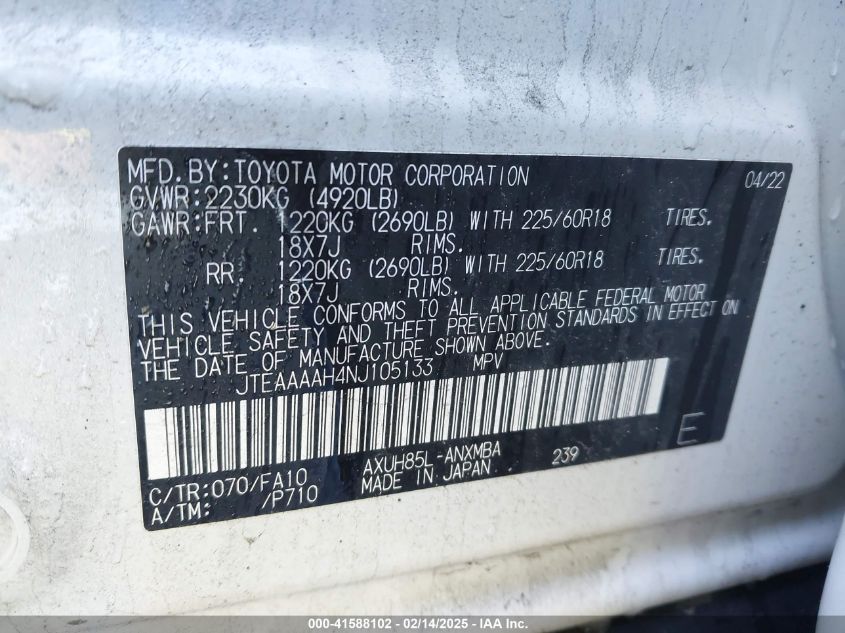 MFD.BY:TOYOTA MOTOR CORPORATION 04/22
GVWR:2230KG (4920LB)
GAWR:FRT. 1220KG (2690LB) WITH 225/60R18 TIRES.
18X7J RIMS.
RR. 1220KG (2690LB) WITH 225/60R18 TIRES.
18X7J RIMS.
THIS VEHICLE CONFORMS TO ALL APPLICABLE FEDERAL MOTOR
VEHICLE SAFETY AND THEFT PREVENTION STANDARDS IN EFFECT ON
THE DATE OF MANUFACTURE SHOWN ABOVE.
JTEAAAAH4NJ105133 MPV
E
AXUH85L-ANXMBA 239
C/TR:070/FA10 MADE IN JAPAN
A/TM: /P710
000-41588102 - 02/14/2025 - IAA Inc.